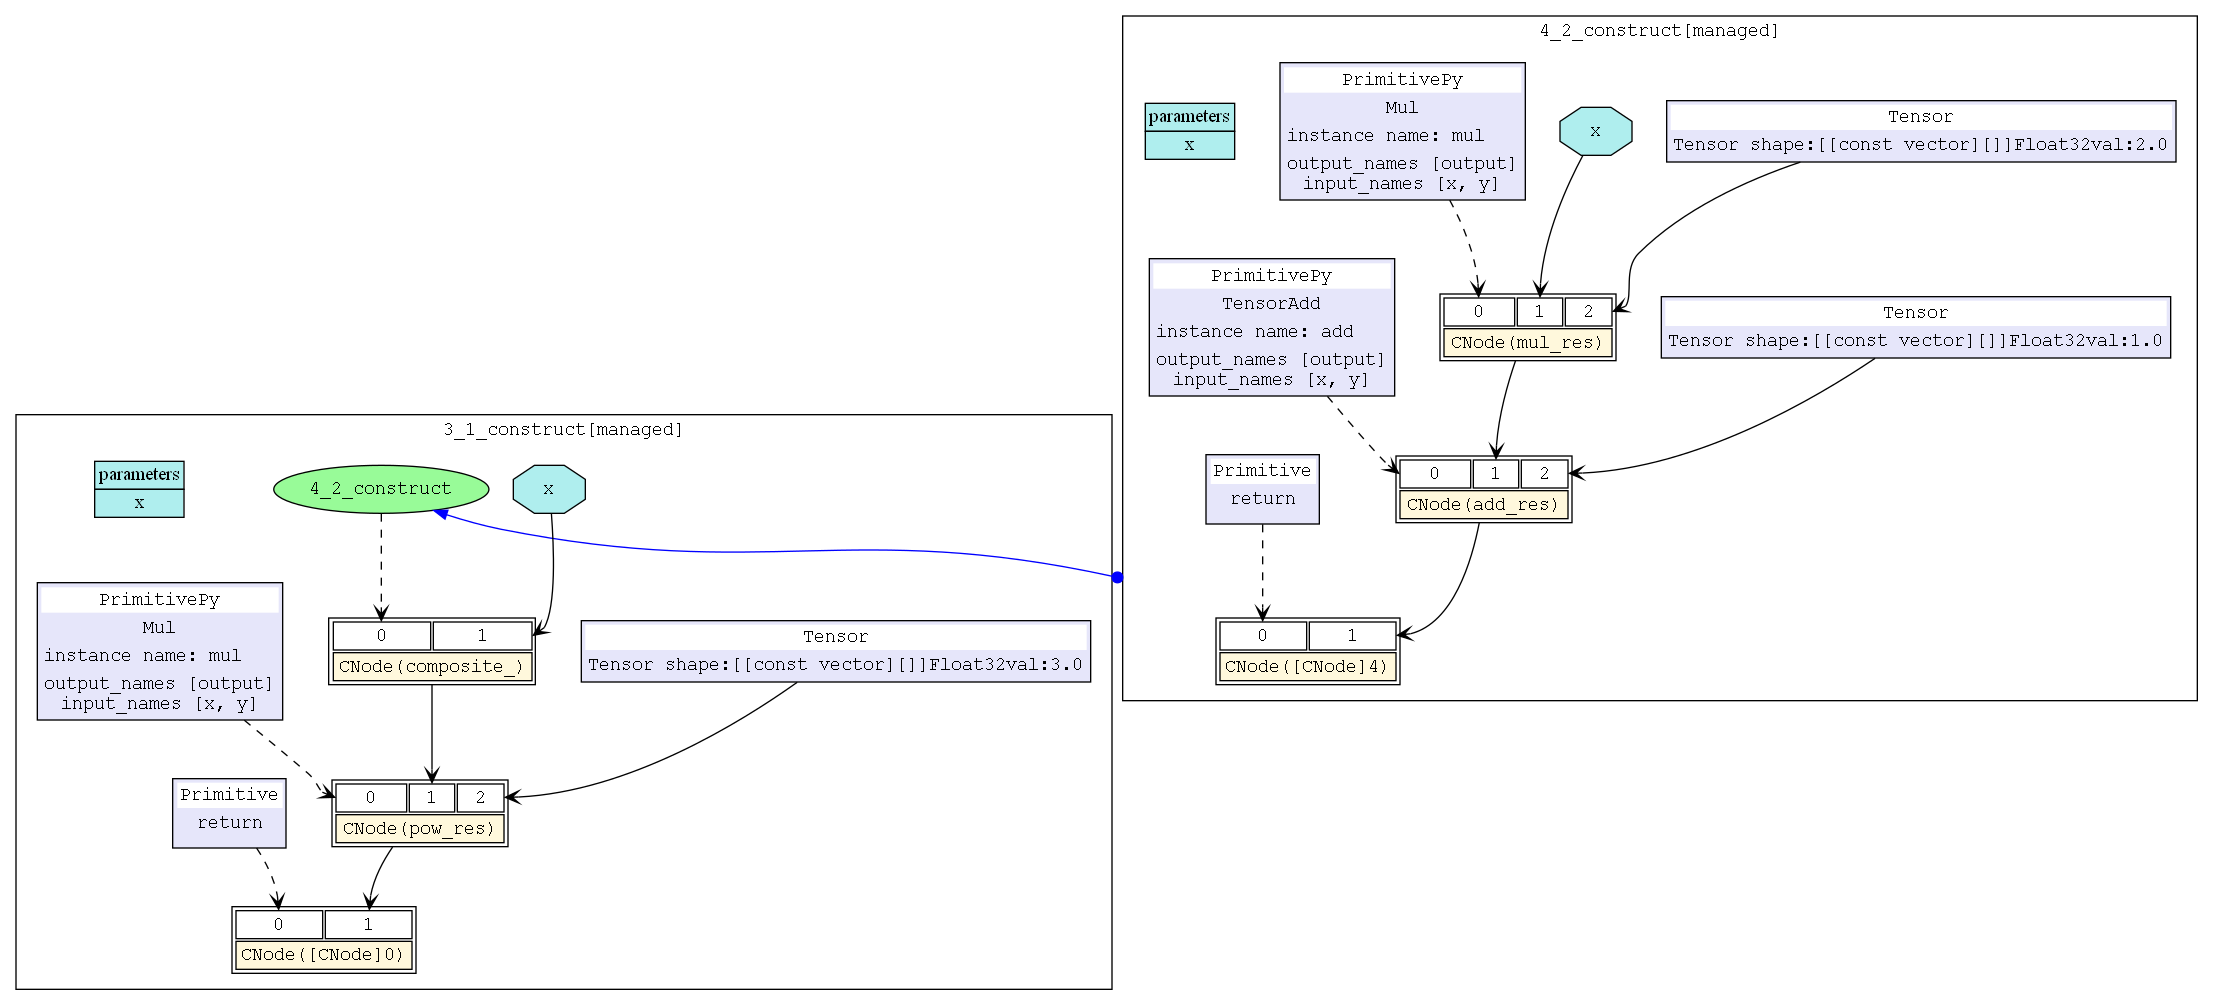 4_2_construct[managed]
PrimitivePy
Mul
instance name: mul
output_names [output]
input_names [x, y]
parameters
x
x
Tensor
Tensor shape:[[const vector][]]Float32val:2.0
PrimitivePy
TensorAdd
instance name: add
output_names [output]
input_names [x, y]
0 1 2
CNode(mul_res)
Tensor
Tensor shape:[[const vector][]]Float32val:1.0
Primitive
return
0 1 2
CNode(add_res)
0 1
CNode([CNode]4)
3_1_construct[managed]
parameters
x
4_2_construct
x
PrimitivePy
Mul
instance name: mul
output_names [output]
input_names [x, y]
0 1
CNode(composite_)
Tensor
Tensor shape:[[const vector][]]Float32val:3.0
Primitive
return
0 1 2
CNode(pow_res)
0 1
CNode([CNode]0)